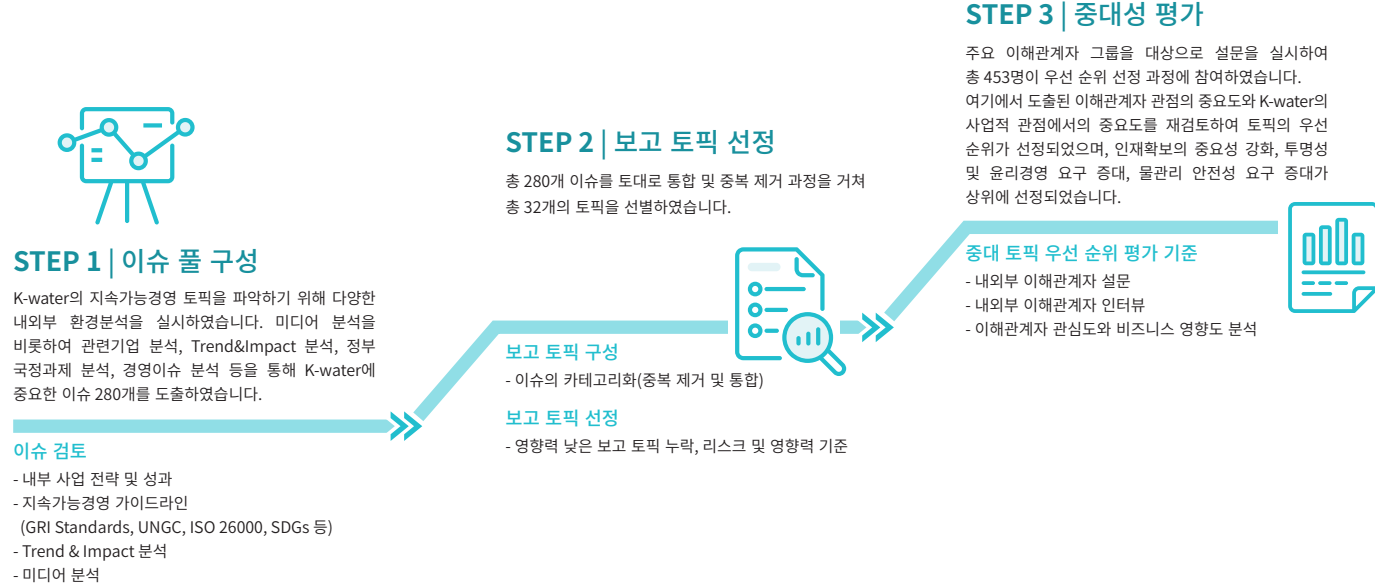 STEP 1 | 이슈 풀 구성
K-water의 지속가능경영 토픽을 파악하기 위해 다양한
내외부 환경분석을 실시하였습니다. 미디어 분석을
비롯하여 관련기업 분석, Trend&Impact 분석, 정부
국정과제 분석, 경영이슈 분석 등을 통해 K-water에
중요한 이슈 280개를 도출하였습니다.
이슈 검토
- 내부 사업 전략 및 성과
- 지속가능경영 가이드라인
(GRI Standards, UNGC, ISO 26000, SDGs 등)
- Trend & Impact 분석
- 미디어 분석
STEP 2 | 보고 토픽 선정
총 280개 이슈를 토대로 통합 및 중복 제거 과정을 거쳐
총 32개의 토픽을 선별하였습니다.
보고 토픽 구성
- 이슈의 카테고리화(중복 제거 및 통합)
보고 토픽 선정
- 영향력 낮은 보고 토픽 누락, 리스크 및 영향력 기준
STEP 3 | 중대성 평가
주요 이해관계자 그룹을 대상으로 설문을 실시하여
총 453명이 우선 순위 선정 과정에 참여하였습니다.
여기에서 도출된 이해관계자 관점의 중요도와 K-water의
사업적 관점에서의 중요도를 재검토하여 토픽의 우선
순위가 선정되었으며, 인재확보의 중요성 강화, 투명성
및 윤리경영 요구 증대, 물관리 안전성 요구 증대가
상위에 선정되었습니다.
중대 토픽 우선 순위 평가 기준
- 내외부 이해관계자 설문
- 내외부 이해관계자 인터뷰
- 이해관계자 관심도와 비즈니스 영향도 분석